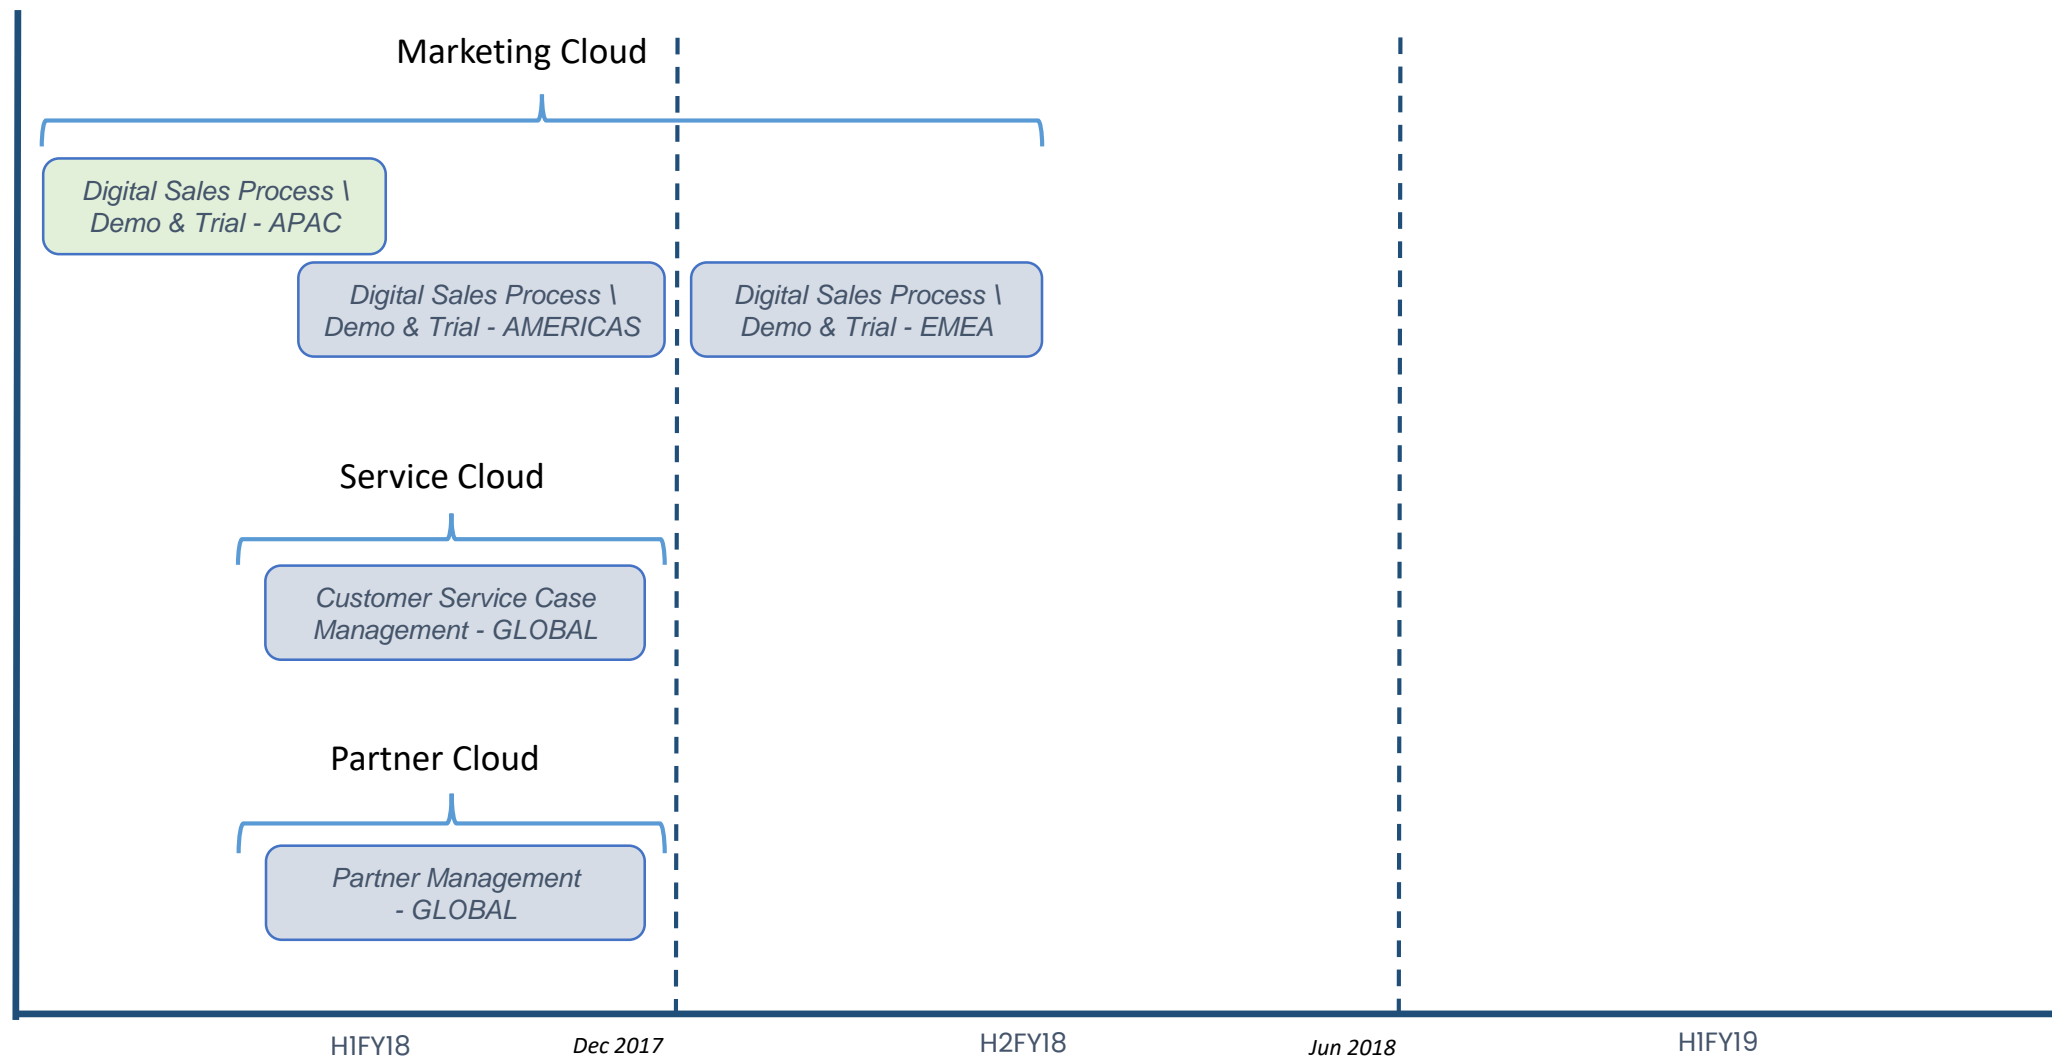 Marketing Cloud
Digital Sales Process \
Demo & Trial - APAC
Digital Sales Process \
Demo & Trial - AMERICAS
Digital Sales Process \
Demo & Trial - EMEA
Service Cloud
Customer Service Case
Management - GLOBAL
Partner Cloud
Partner Management
- GLOBAL
H1FY18
Dec 2017
H2FY18
Jun 2018
H1FY19